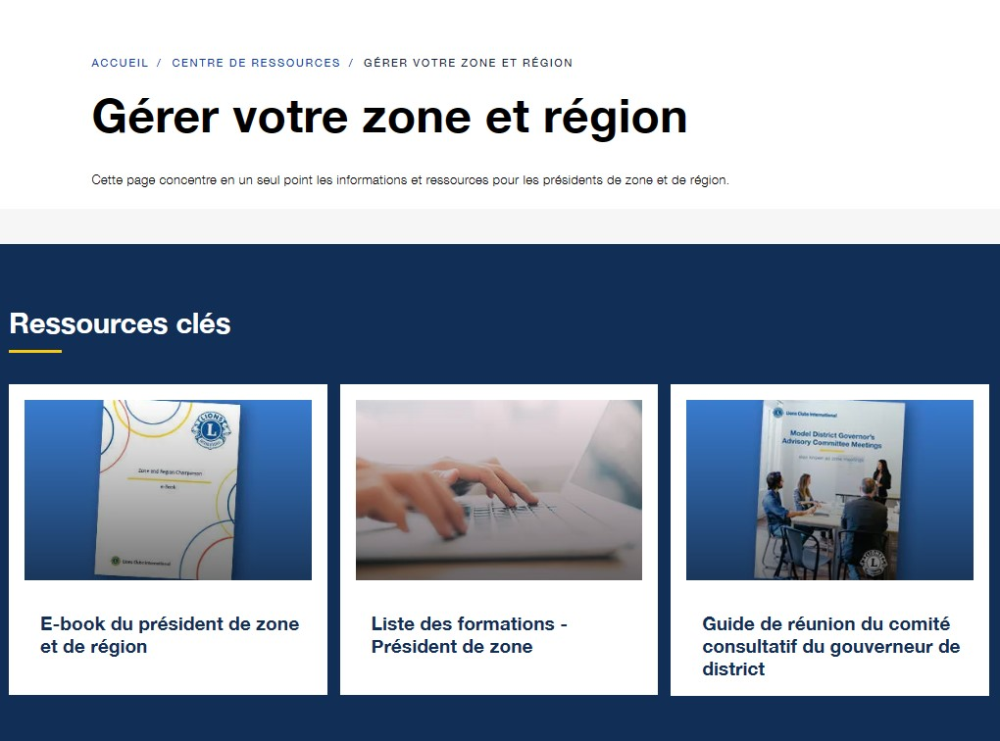 ACCUEIL / CENTRE DE RESSOURCES / GÉRER VOTRE ZONE ET RÉGION
Gérer votre zone et région
Cette page concentre en un seul point les informations et ressources pour les présidents de zone et de région.
Ressources clés
LIONS
L
Zone and Region Chairperson
e-Book
Lions Clubs International
Lions Clubs International
Model District Governor's
Advisory Committee Meetings
LIONS
L
E-book du président de zone
et de région
Liste des formations -
Président de zone
Guide de réunion du comité
consultatif du gouverneur de
district